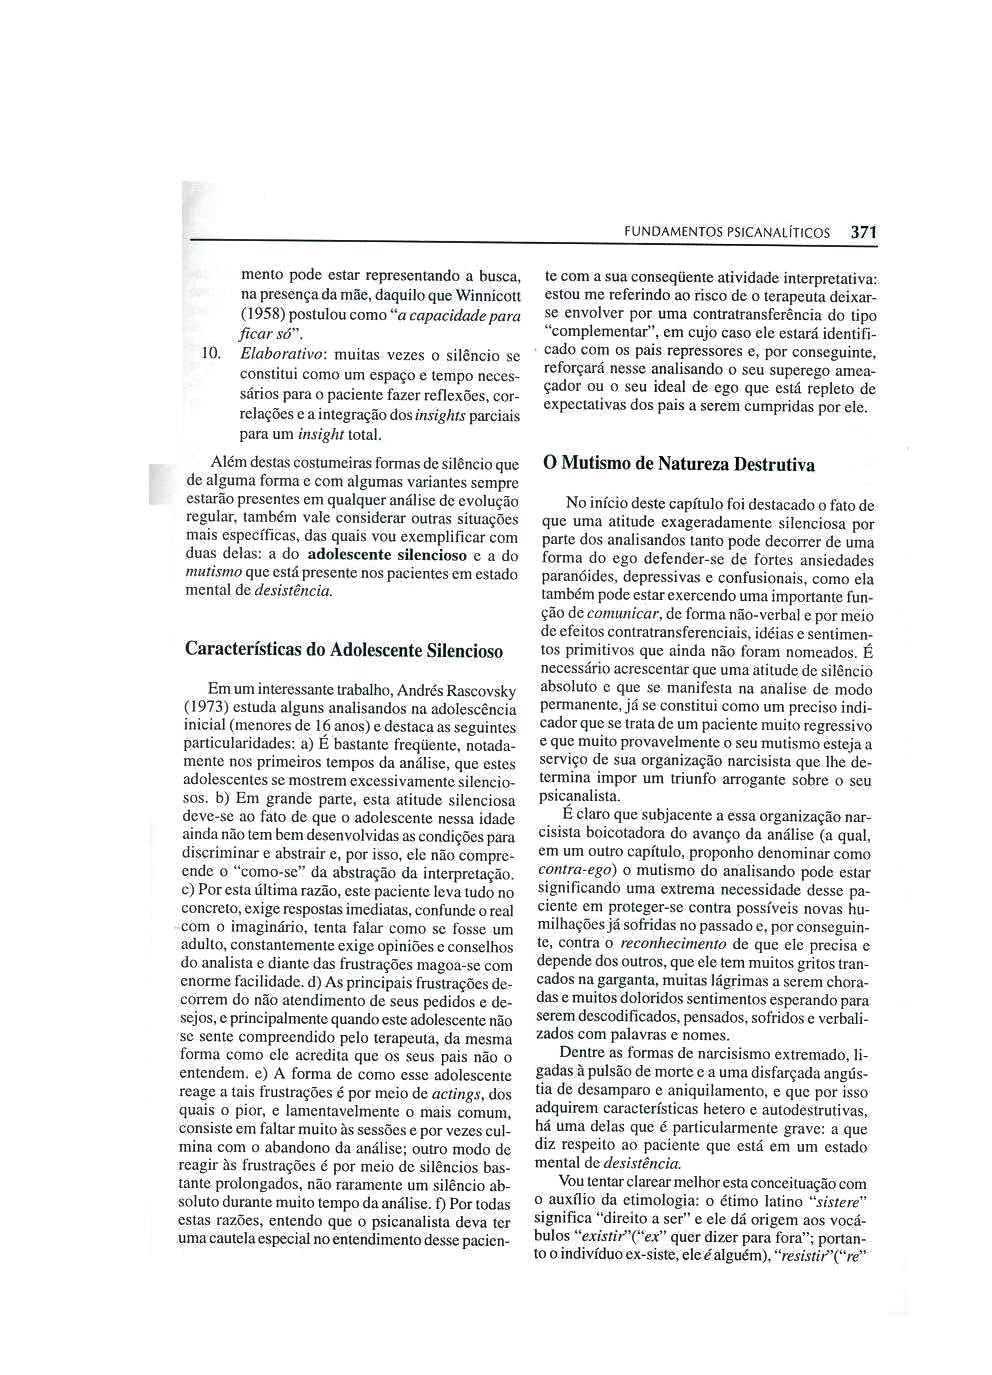 FUNDAMENTOS PSICANALÍTICOS 371
mento pode estar representando a busca,
na presença da mãe, daquilo que Winnicott
(1958) postulou como “a capacidade para
ficar só”.
10. Elaborativo: muitas vezes o silêncio se
constitui como um espaço e tempo neces-
sários para o paciente fazer reflexões, cor-
relações e a integração dos insights parciais
para um insight total.
Além destas costumeiras formas de silêncio que
de alguma forma e com algumas variantes sempre
estarão presentes em qualquer análise de evolução
regular, também vale considerar outras situações
mais específicas, das quais vou exemplificar com
duas delas: a do adolescente silencioso e a do
mutismo que está presente nos pacientes em estado
mental de desistência.
Características do Adolescente Silencioso
Em um interessante trabalho, Andrés Rascovsky
(1973) estuda alguns analisandos na adolescência
inicial (menores de 16 anos) e destaca as seguintes
particularidades: a) É bastante freqüente, notada-
mente nos primeiros tempos da análise, que estes
adolescentes se mostrem excessivamente silencio-
sos. b) Em grande parte, esta atitude silenciosa
deve-se ao fato de que o adolescente nessa idade
ainda não tem bem desenvolvidas as condições para
discriminar e abstrair e, por isso, ele não compre-
ende o “como-se” da abstração da interpretação.
c) Por esta última razão, este paciente leva tudo no
concreto, exige respostas imediatas, confunde o real
com o imaginário, tenta falar como se fosse um
adulto, constantemente exige opiniões e conselhos
do analista e diante das frustrações magoa-se com
enorme facilidade. d) As principais frustrações de-
correm do não atendimento de seus pedidos e de-
sejos, e principalmente quando este adolescente não
se sente compreendido pelo terapeuta, da mesma
forma como ele acredita que os seus pais não o
entendem. e) A forma de como esse adolescente
reage a tais frustrações é por meio de actings, dos
quais o pior, e lamentavelmente o mais comum,
consiste em faltar muito às sessões e por vezes cul-
mina com o abandono da análise; outro modo de
reagir às frustrações é por meio de silêncios bas-
tante prolongados, não raramente um silêncio ab-
soluto durante muito tempo da análise. f) Por todas
estas razões, entendo que o psicanalista deva ter
uma cautela especial no entendimento desse pacien-
te com a sua conseqüente atividade interpretativa:
estou me referindo ao risco de o terapeuta deixar-
se envolver por uma contratransferência do tipo
“complementar”, em cujo caso ele estará identifi-
cado com os pais repressores e, por conseguinte,
reforçará nesse analisando o seu superego amea-
çador ou o seu ideal de ego que está repleto de
expectativas dos pais a serem cumpridas por ele.
O Mutismo de Natureza Destrutiva
No início deste capítulo foi destacado o fato de
que uma atitude exageradamente silenciosa por
parte dos analisandos tanto pode decorrer de uma
forma do ego defender-se de fortes ansiedades
paranóides, depressivas e confusionais, como ela
também pode estar exercendo uma importante fun-
ção de comunicar, de forma não-verbal e por meio
de efeitos contratransferenciais, idéias e sentimen-
tos primitivos que ainda não foram nomeados. É
necessário acrescentar que uma atitude de silêncio
absoluto e que se manifesta na analise de modo
permanente, já se constitui como um preciso indi-
cador que se trata de um paciente muito regressivo
e que muito provavelmente o seu mutismo esteja a
serviço de sua organização narcisista que lhe de-
termina impor um triunfo arrogante sobre o seu
psicanalista.
É claro que subjacente a essa organização nar-
cisista boicotadora do avanço da análise (a qual,
em um outro capítulo, proponho denominar como
contra-ego) o mutismo do analisando pode estar
significando uma extrema necessidade desse pa-
ciente em proteger-se contra possíveis novas hu-
milhações já sofridas no passado e, por conseguin-
te, contra o reconhecimento de que ele precisa e
depende dos outros, que ele tem muitos gritos tran-
cados na garganta, muitas lágrimas a serem chora-
das e muitos doloridos sentimentos esperando para
serem descodificados, pensados, sofridos e verbali-
zados com palavras e nomes.
Dentre as formas de narcisismo extremado, li-
gadas à pulsão de morte e a uma disfarçada angús-
tia de desamparo e aniquilamento, e que por isso
adquirem características hetero e autodestrutivas,
há uma delas que é particularmente grave: a que
diz respeito ao paciente que está em um estado
mental de desistência.
Vou tentar clarear melhor esta conceituação com
o auxílio da etimologia: o étimo latino “sistere”
significa “direito a ser” e ele dá origem aos vocá-
bulos “existir”(“ex” quer dizer para fora”; portan-
to o indivíduo ex-siste, ele é alguém), “resistir”(“re”